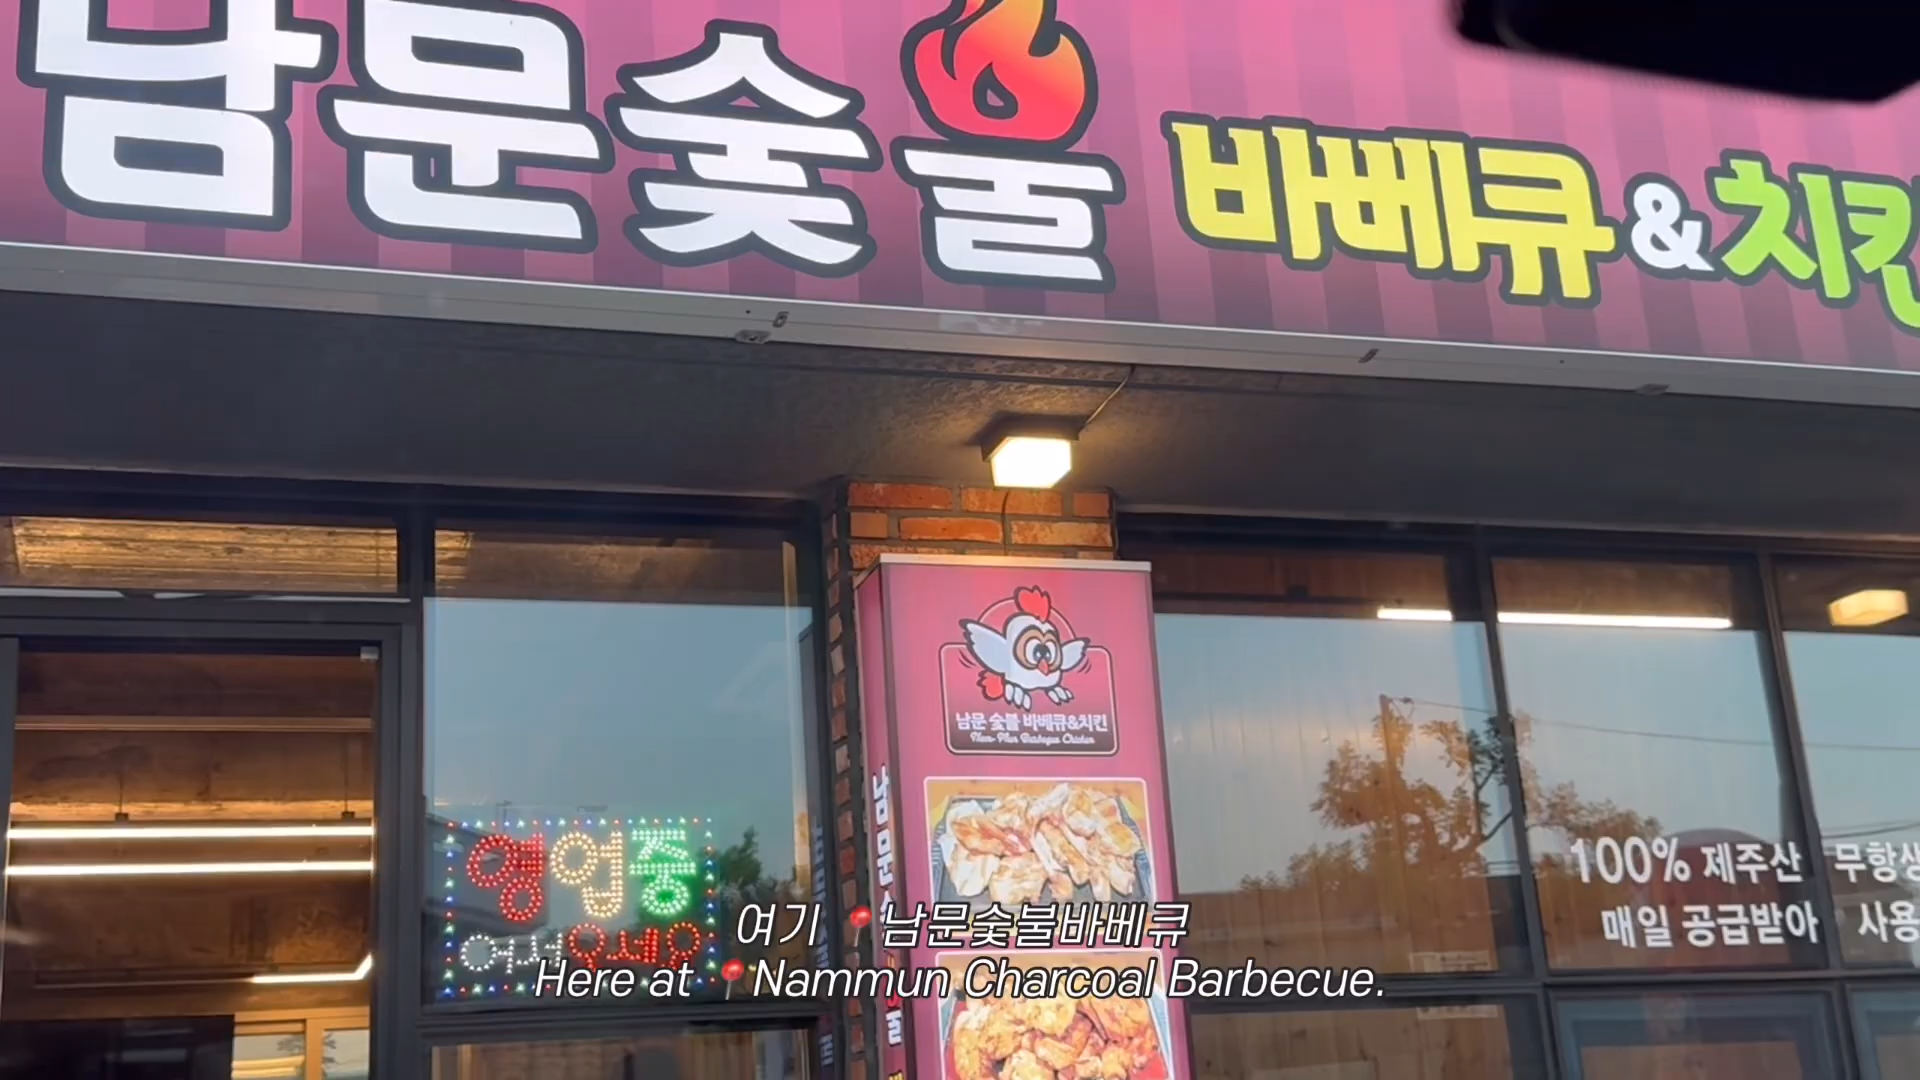 남문숯불 바베큐&치킨
남문 숯불 바베큐&치킨
영업중
어서오세요
100% 제주산 무항생
매일 공급받아 사용
여기 📍남문숯불바베큐
Here at 📍Nammun Charcoal Barbecue.